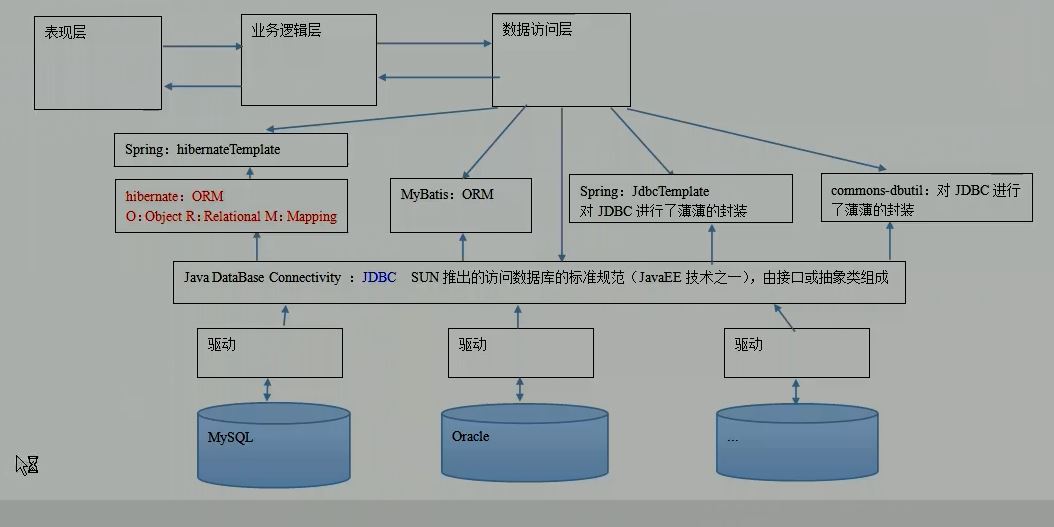 表现层
业务逻辑层
数据访问层
Spring：hibernateTemplate
hibernate：ORM
O：Object R：Relational M：Mapping
MyBatis：ORM
Spring：JdbcTemplate
对 JDBC 进行了薄薄的封装
commons-dbutil：对 JDBC 进行
了薄薄的封装
Java DataBase Connectivity ：JDBC SUN 推出的访问数据库的标准规范（JavaEE 技术之一），由接口或抽象类组成
驱动
驱动
驱动
MySQL
Oracle
...